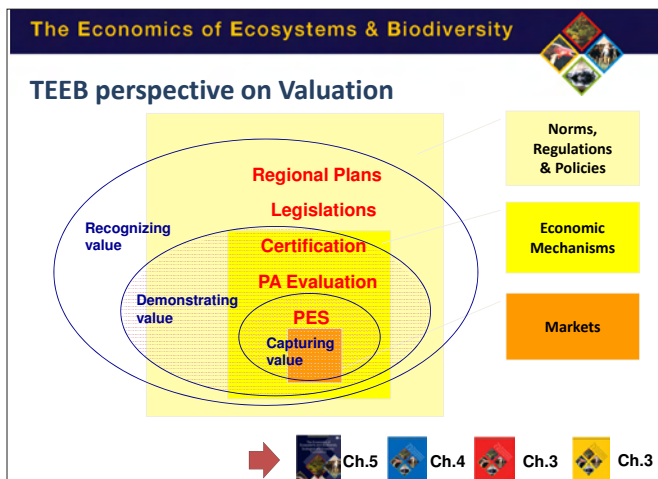 The Economics of Ecosystems & Biodiversity
TEEB perspective on Valuation
Norms,
Regulations
& Policies
Regional Plans
Legislations
Recognizing
value
Certification
Economic
Mechanisms
PA Evaluation
Demonstrating
value
PES
Markets
Capturing
value
Ch.5
Ch.4
Ch.3
Ch.3